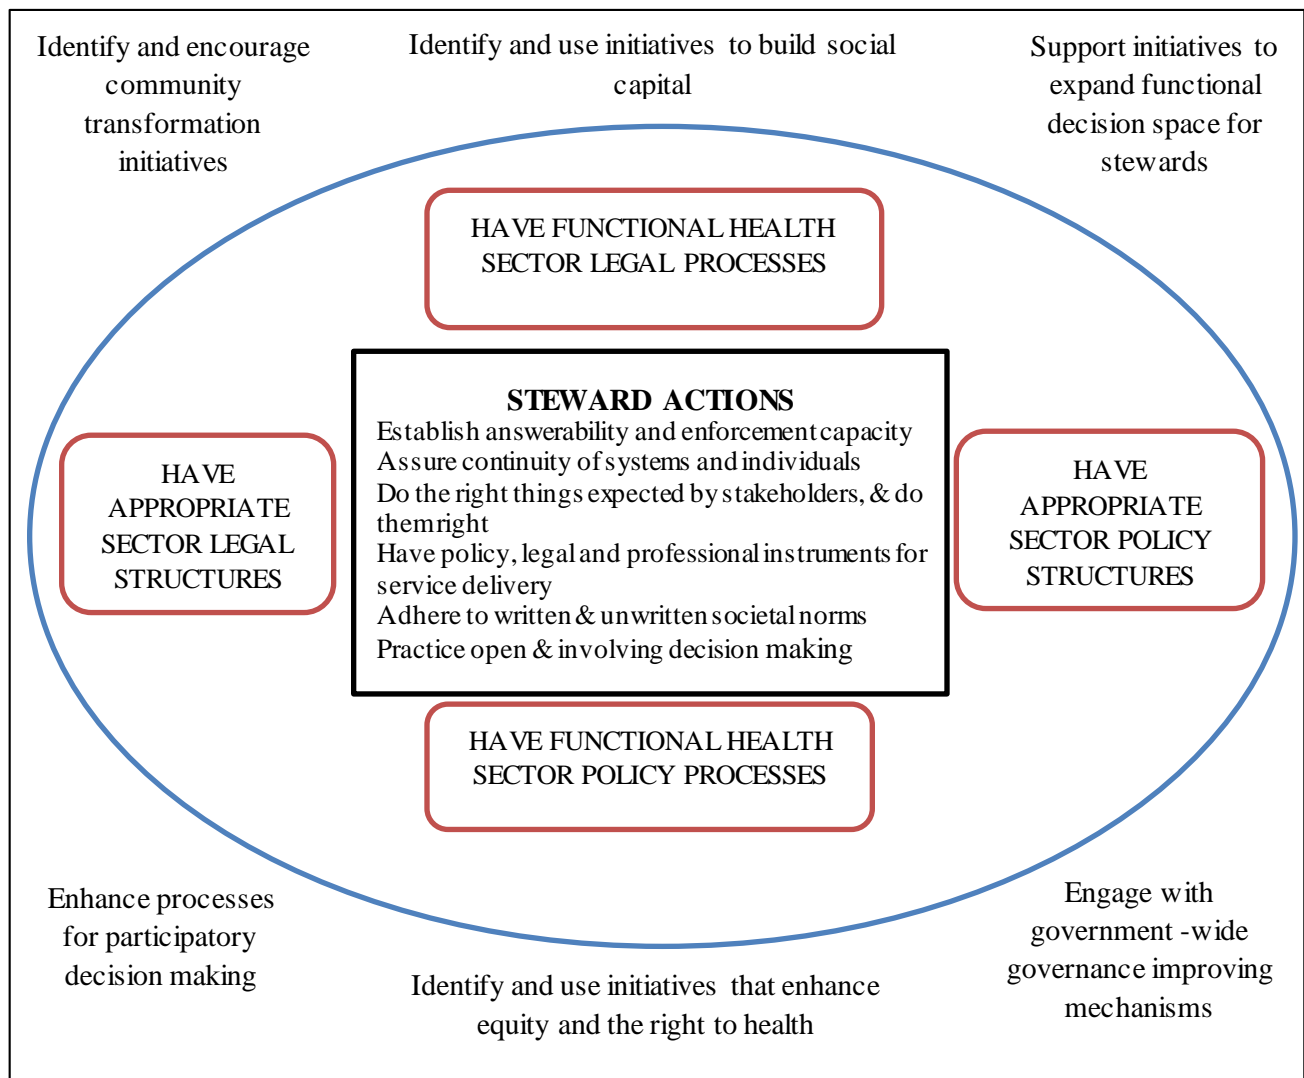 Identify and encourage
community
transformation
initiatives
Identify and use initiatives to build social
capital
Support initiatives to
expand functional
decision space for
stewards
HAVE FUNCTIONAL HEALTH
SECTOR LEGAL PROCESSES
HAVE
APPROPRIATE
SECTOR LEGAL
STRUCTURES
STEWARD ACTIONS
Establish answerability and enforcement capacity
Assure continuity of systems and individuals
Do the right things expected by stakeholders, & do
them right
Have policy, legal and professional instruments for
service delivery
Adhere to written & unwritten societal norms
Practice open & involving decision making
HAVE
APPROPRIATE
SECTOR POLICY
STRUCTURES
HAVE FUNCTIONAL HEALTH
SECTOR POLICY PROCESSES
Enhance processes
for participatory
decision making
Identify and use initiatives that enhance
equity and the right to health
Engage with
government -wide
governance improving
mechanisms